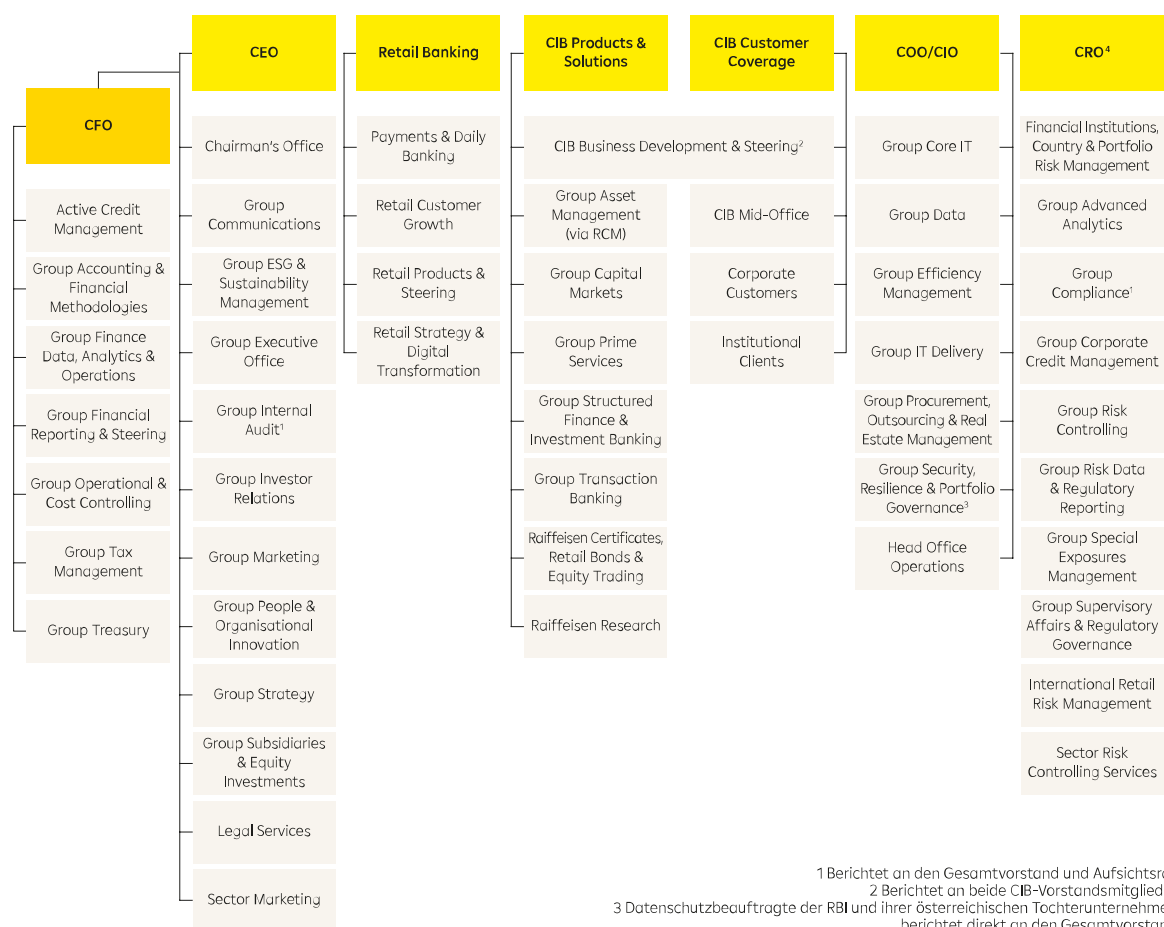 CEO
Retail Banking
CIB Products &
Solutions
CIB Customer
Coverage
COO/CIO
CRO⁴
CFO
Active Credit
Management
Group Accounting &
Financial
Methodologies
Group Finance
Data, Analytics &
Operations
Group Financial
Reporting & Steering
Group Operational &
Cost Controlling
Group Tax
Management
Group Treasury
Chairman's Office
Group
Communications
Group ESG &
Sustainability
Management
Group Executive
Office
Group Internal
Audit¹
Group Investor
Relations
Group Marketing
Group People &
Organisational
Innovation
Group Strategy
Group Subsidiaries
& Equity
Investments
Legal Services
Sector Marketing
Payments & Daily
Banking
Retail Customer
Growth
Retail Products &
Steering
Retail Strategy &
Digital
Transformation
CIB Business Development & Steering²
Group Asset
Management
(via RCM)
Group Capital
Markets
Group Prime
Services
Group Structured
Finance &
Investment Banking
Group Transaction
Banking
Raiffeisen Certificates,
Retail Bonds &
Equity Trading
Raiffeisen Research
CIB Mid-Office
Corporate
Customers
Institutional
Clients
Group Core IT
Group Data
Group Efficiency
Management
Group IT Delivery
Group Procurement,
Outsourcing & Real
Estate Management
Group Security,
Resilience & Portfolio
Governance³
Head Office
Operations
Financial Institutions,
Country & Portfolio
Risk Management
Group Advanced
Analytics
Group
Compliance¹
Group Corporate
Credit Management
Group Risk
Controlling
Group Risk Data
& Regulatory
Reporting
Group Special
Exposures
Management
Group Supervisory
Affairs & Regulatory
Governance
International Retail
Risk Management
Sector Risk
Controlling Services
1 Berichtet an den Gesamtvorstand und
2 Berichtet an beide CIB-
3 Datenschutzbeauftragte der RBI und ihrer österreichischen
berichtet direkt an den